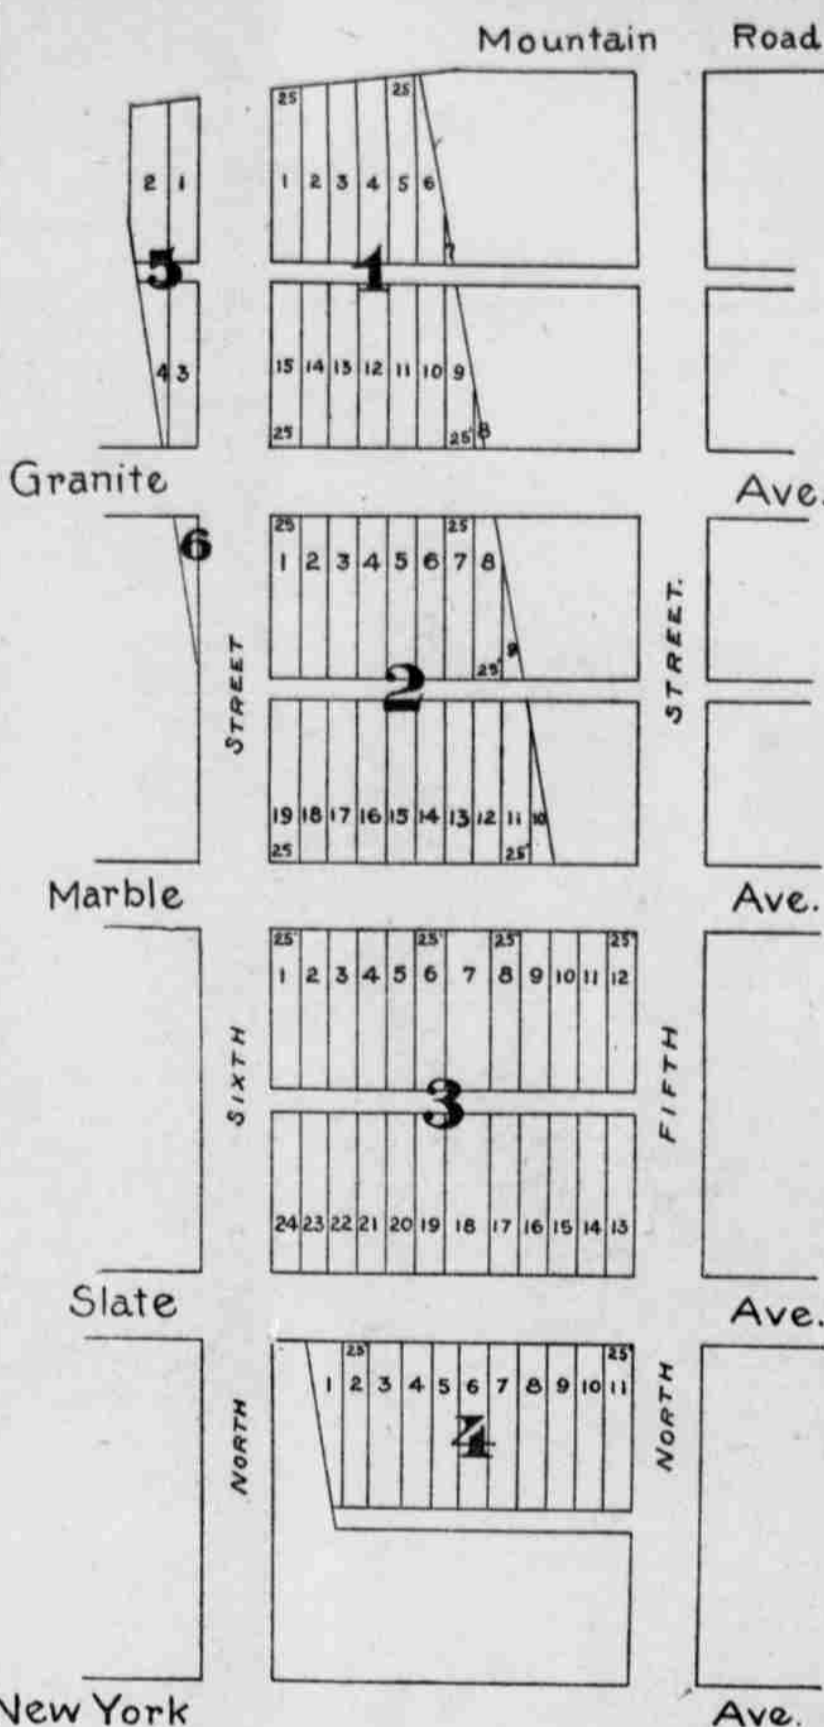 Mountain Road
25 25
2 1 1 2 3 4 5 6
7
5 1
4 3 15 14 13 12 11 10 9
25 25' 8
Granite Ave.
25 25
6
1 2 3 4 5 6 7 8
9
25'
2
STREET STREET.
19 18 17 16 15 14 13 12 11 10
25 25'
Marble Ave.
25' 25' 25' 25'
1 2 3 4 5 6 7 8 9 10 11 12
SIXTH FIFTH
3
24 23 22 21 20 19 18 17 16 15 14 13
Slate Ave.
25' 25'
1 2 3 4 5 6 7 8 9 10 11
NORTH NORTH
4
New York Ave.